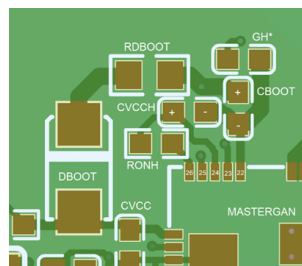 GH*
RDBOOT
CBOOT
+
CVCCH
+ -
-
RONH
26 25 24 23 22
DBOOT
CVCC
MASTERGAN